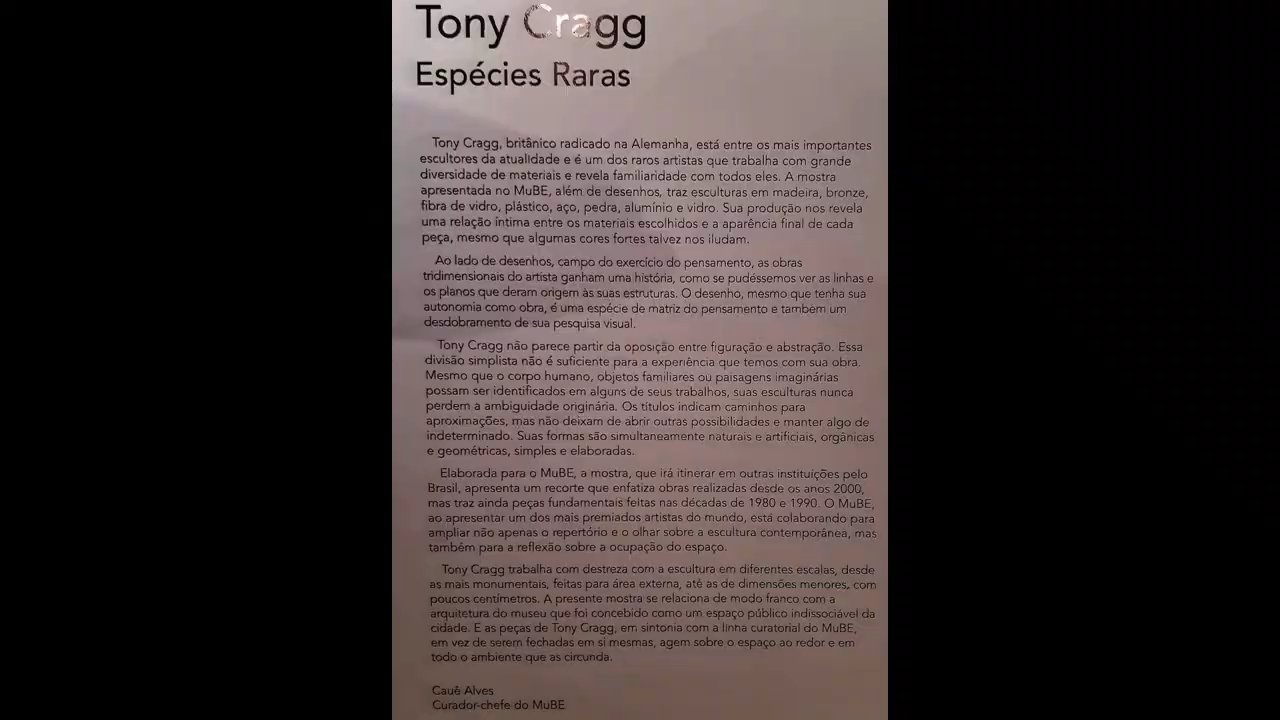 Tony Cragg
Espécies Raras
Tony Cragg, britânico radicado na Alemanha, está entre os mais importantes
escultores da atualidade e é um dos raros artistas que trabalha com grande
diversidade de materiais e revela familiaridade com todos eles. A mostra
apresentada no MuBE, além de desenhos, traz esculturas em madeira, bronze,
fibra de vidro, plástico, aço, pedra, alumínio e vidro. Sua produção nos revela
uma relação íntima entre os materiais escolhidos e a aparência final de cada
peça, mesmo que algumas cores fortes talvez nos iludam.
Ao lado de desenhos, campo do exercício do pensamento, as obras
tridimensionais do artista ganham uma história, como se pudéssemos ver as linhas e
os planos que deram origem às suas estruturas. O desenho, mesmo que tenha sua
autonomia como obra, é uma espécie de matriz do pensamento e também um
desdobramento de sua pesquisa visual.
Tony Cragg não parece partir da oposição entre figuração e abstração. Essa
divisão simplista não é suficiente para a experiência que temos com sua obra.
Mesmo que o corpo humano, objetos familiares ou paisagens imaginárias
possam ser identificados em alguns de seus trabalhos, suas esculturas nunca
perdem a ambiguidade originária. Os títulos indicam caminhos para
aproximações, mas não deixam de abrir outras possibilidades e manter algo de
indeterminado. Suas formas são simultaneamente naturais e artificiais, orgânicas
e geométricas, simples e elaboradas.
Elaborada para o MuBE, a mostra, que irá itinerar em outras instituições pelo
Brasil, apresenta um recorte que enfatiza obras realizadas desde os anos 2000,
mas traz ainda peças fundamentais feitas nas décadas de 1980 e 1990. O MuBE,
ao apresentar um dos mais premiados artistas do mundo, está colaborando para
ampliar não apenas o repertório e o olhar sobre a escultura contemporânea, mas
também para a reflexão sobre a ocupação do espaço.
Tony Cragg trabalha com destreza com a escultura em diferentes escalas, desde
as mais monumentais, feitas para área externa, até as de dimensões menores, com
poucos centímetros. A presente mostra se relaciona de modo franco com a
arquitetura do museu que foi concebido como um espaço público indissociável da
cidade. E as peças de Tony Cragg, em sintonia com a linha curatorial do MuBE,
em vez de serem fechadas em si mesmas, agem sobre o espaço ao redor e em
todo o ambiente que as circunda.
Cauê Alves
Curador-chefe do MuBE